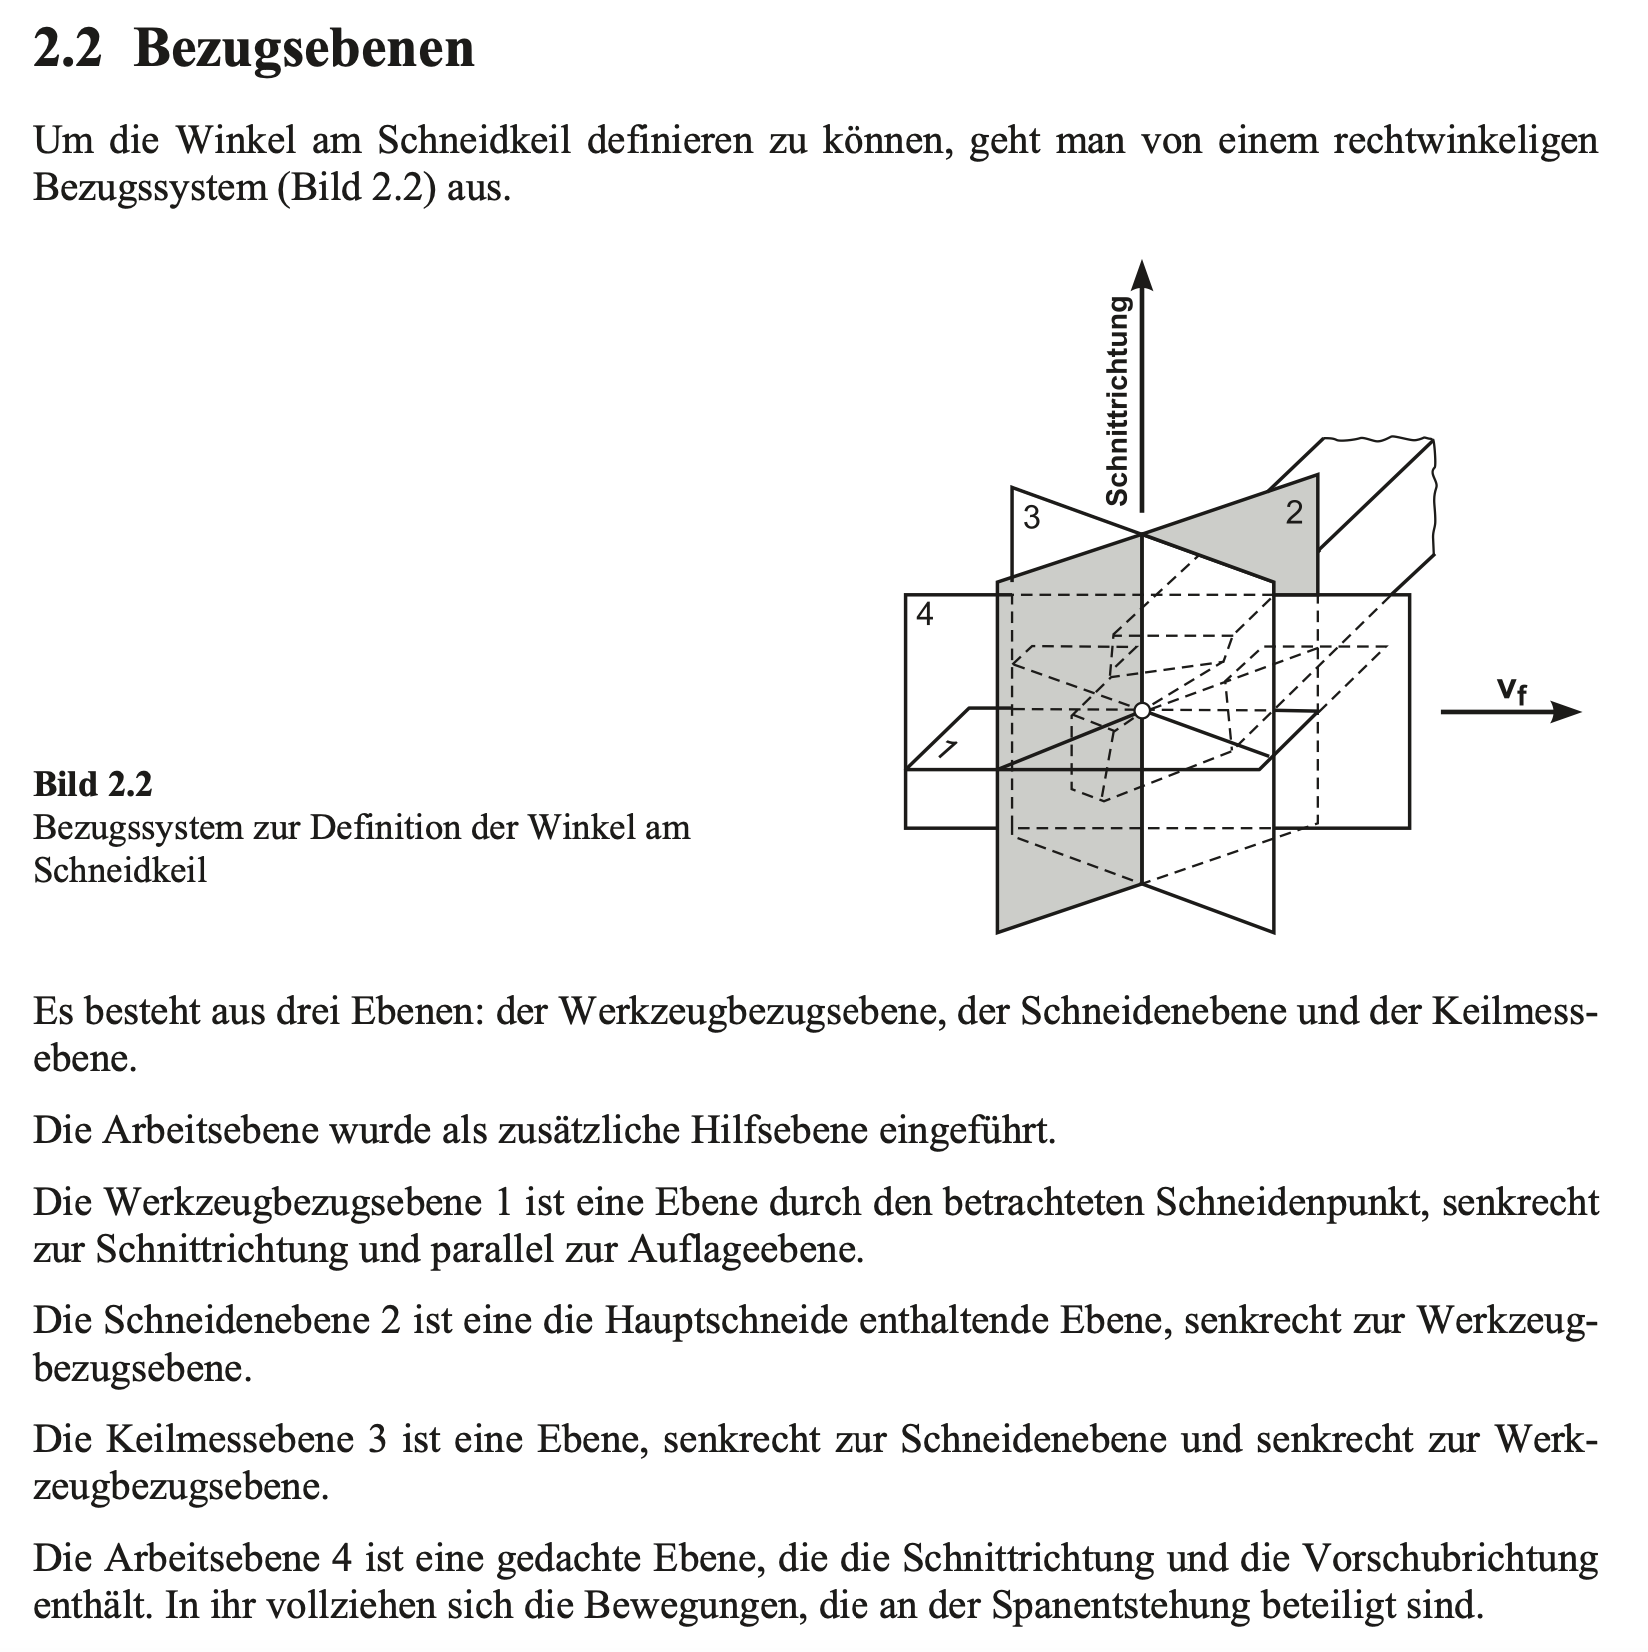 2.2 Bezugsebenen
Um die Winkel am Schneidkeil definieren zu können, geht man von einem rechtwinkeligen
Bezugssystem (Bild 2.2) aus.
Schnittrichtung
3
2
4
1
vf
Bild 2.2
Bezugssystem zur Definition der Winkel am
Schneidkeil
Es besteht aus drei Ebenen: der Werkzeugbezugsebene, der Schneidenebene und der Keilmess-
ebene.
Die Arbeitsebene wurde als zusätzliche Hilfsebene eingeführt.
Die Werkzeugbezugsebene 1 ist eine Ebene durch den betrachteten Schneidenpunkt, senkrecht
zur Schnittrichtung und parallel zur Auflageebene.
Die Schneidenebene 2 ist eine die Hauptschneide enthaltende Ebene, senkrecht zur Werkzeug-
bezugsebene.
Die Keilmessebene 3 ist eine Ebene, senkrecht zur Schneidenebene und senkrecht zur Werk-
zeugbezugsebene.
Die Arbeitsebene 4 ist eine gedachte Ebene, die die Schnittrichtung und die Vorschubrichtung
enthält. In ihr vollziehen sich die Bewegungen, die an der Spanentstehung beteiligt sind.